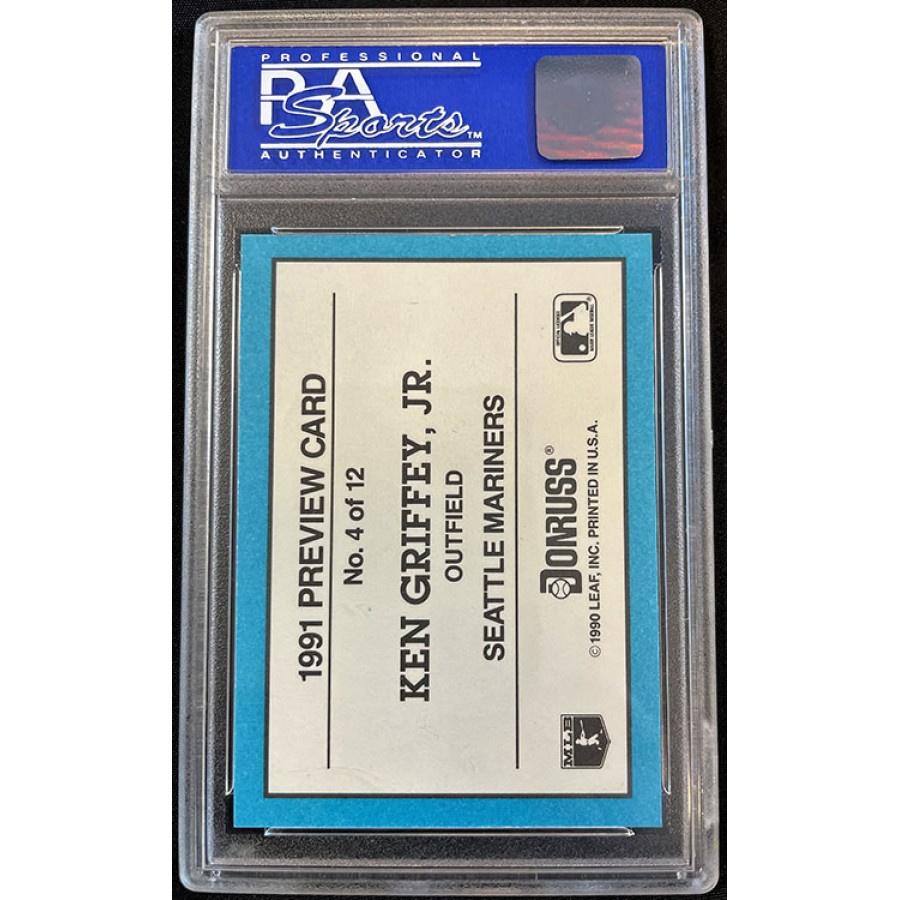 PROFESSIONAL
PSA
Sports™
AUTHENTICATOR
1991 PREVIEW CARD
No. 4 of 12
KEN GRIFFEY, JR.
OUTFIELD
SEATTLE MARINERS
DONRUSS®
© 1990 LEAF, INC. PRINTED IN U.S.A.
MLB